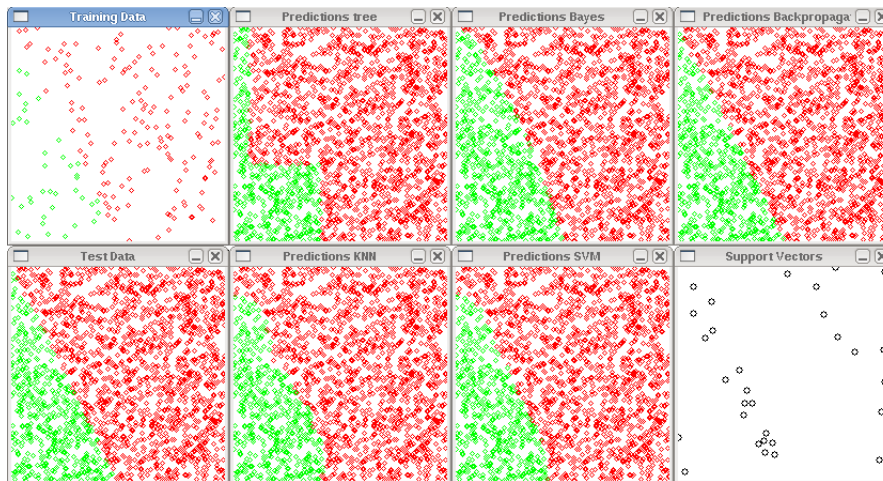 Training Data
Predictions tree
Predictions Bayes
Predictions Backpropaga
Test Data
Predictions KNN
Predictions SVM
Support Vectors